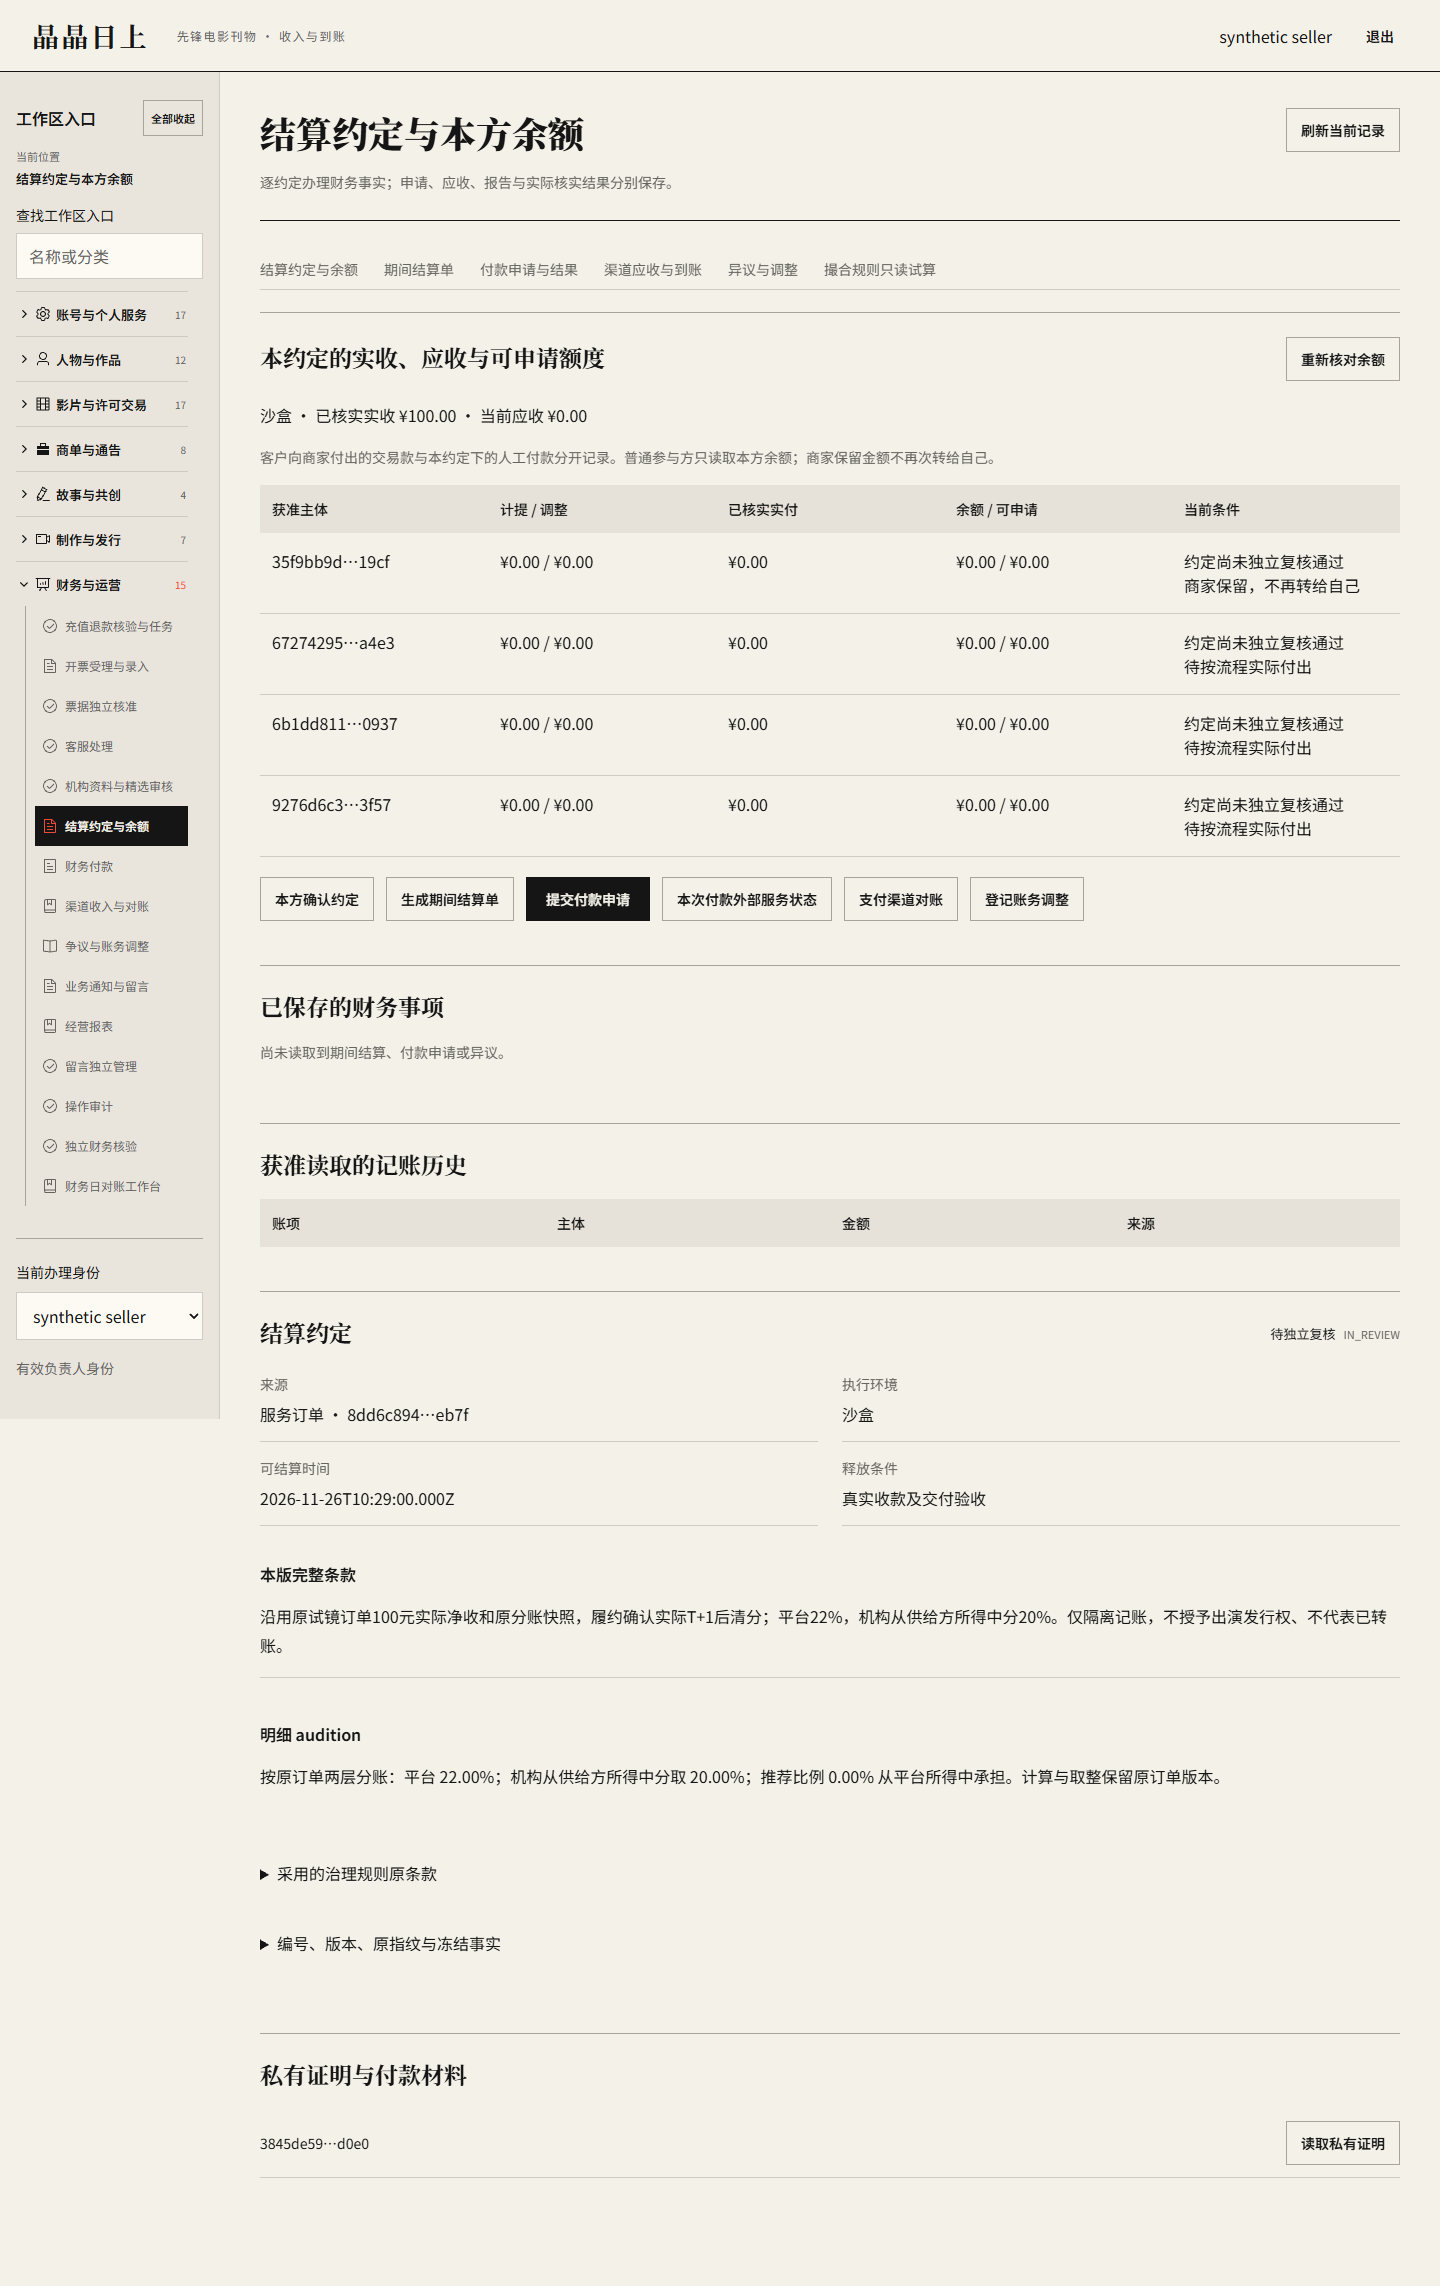 晶晶日上
先锋电影刊物 · 收入与到账
synthetic seller
退出
工作区入口
全部收起
当前位置
结算约定与本方余额
查找工作区入口
名称或分类
账号与个人服务 17
人物与作品 12
影片与许可交易 17
商单与通告 8
故事与共创 4
制作与发行 7
财务与运营 15
充值退款核验与任务
开票受理与录入
票据独立核准
客服处理
机构资料与精选审核
结算约定与余额
财务付款
渠道收入与对账
争议与账务调整
业务通知与留言
经营报表
留言独立管理
操作审计
独立财务核验
财务日对账工作台
当前办理身份
synthetic seller
有效负责人身份
结算约定与本方余额
刷新当前记录
逐约定办理财务事实；申请、应收、报告与实际核实结果分别保存。
结算约定与余额 期间结算单 付款申请与结果 渠道应收与到账 异议与调整 撮合规则只读试算
本约定的实收、应收与可申请额度
重新核对余额
沙盒 · 已核实实收 ¥100.00 · 当前应收 ¥0.00
客户向商家付出的交易款与本约定下的人工付款分开记录。普通参与方只读取本方余额；商家保留金额不再次转给自己。
获准主体 计提 / 调整 已核实实付 余额 / 可申请 当前条件
35f9bb9d…19cf ¥0.00 / ¥0.00 ¥0.00 ¥0.00 / ¥0.00 约定尚未独立复核通过
商家保留，不再转给自己
67274295…a4e3 ¥0.00 / ¥0.00 ¥0.00 ¥0.00 / ¥0.00 约定尚未独立复核通过
待按流程实际付出
6b1dd811…0937 ¥0.00 / ¥0.00 ¥0.00 ¥0.00 / ¥0.00 约定尚未独立复核通过
待按流程实际付出
9276d6c3…3f57 ¥0.00 / ¥0.00 ¥0.00 ¥0.00 / ¥0.00 约定尚未独立复核通过
待按流程实际付出
本方确认约定 生成期间结算单 提交付款申请 本次付款外部服务状态 支付渠道对账 登记账务调整
已保存的财务事项
尚未读取到期间结算、付款申请或异议。
获准读取的记账历史
账项 主体 金额 来源
结算约定
待独立复核 IN_REVIEW
来源
服务订单 · 8dd6c894…eb7f
执行环境
沙盒
可结算时间
2026-11-26T10:29:00.000Z
释放条件
真实收款及交付验收
本版完整条款
沿用原试镜订单100元实际净收和原分账快照，履约确认实际T+1后清分；平台22%，机构从供给方所得中分20%。仅隔离记账，不授予出演发行权、不代表已转
账。
明细 audition
按原订单两层分账：平台 22.00%；机构从供给方所得中分取 20.00%；推荐比例 0.00% 从平台所得中承担。计算与取整保留原订单版本。
采用的治理规则原条款
编号、版本、原指纹与冻结事实
私有证明与付款材料
3845de59…d0e0
读取私有证明